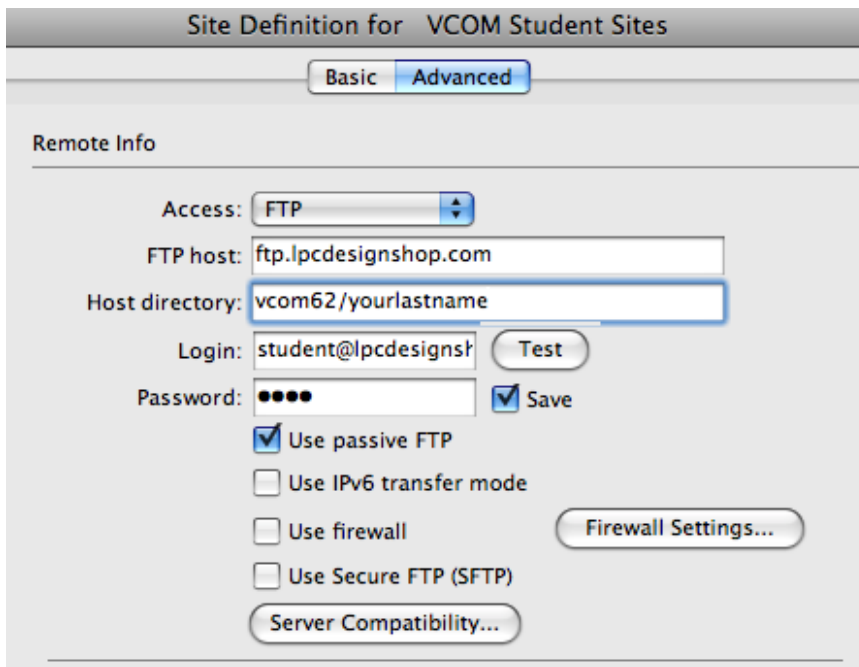 Site Definition for VCOM Student Sites
Basic Advanced
Remote Info
Access: FTP
FTP host: ftp.lpcdesignshop.com
Host directory: vcom62/yourlastname
Login: student@lpcdesignsh Test
Password: •••• Save
Use passive FTP
Use IPv6 transfer mode
Use firewall Firewall Settings...
Use Secure FTP (SFTP)
Server Compatibility...